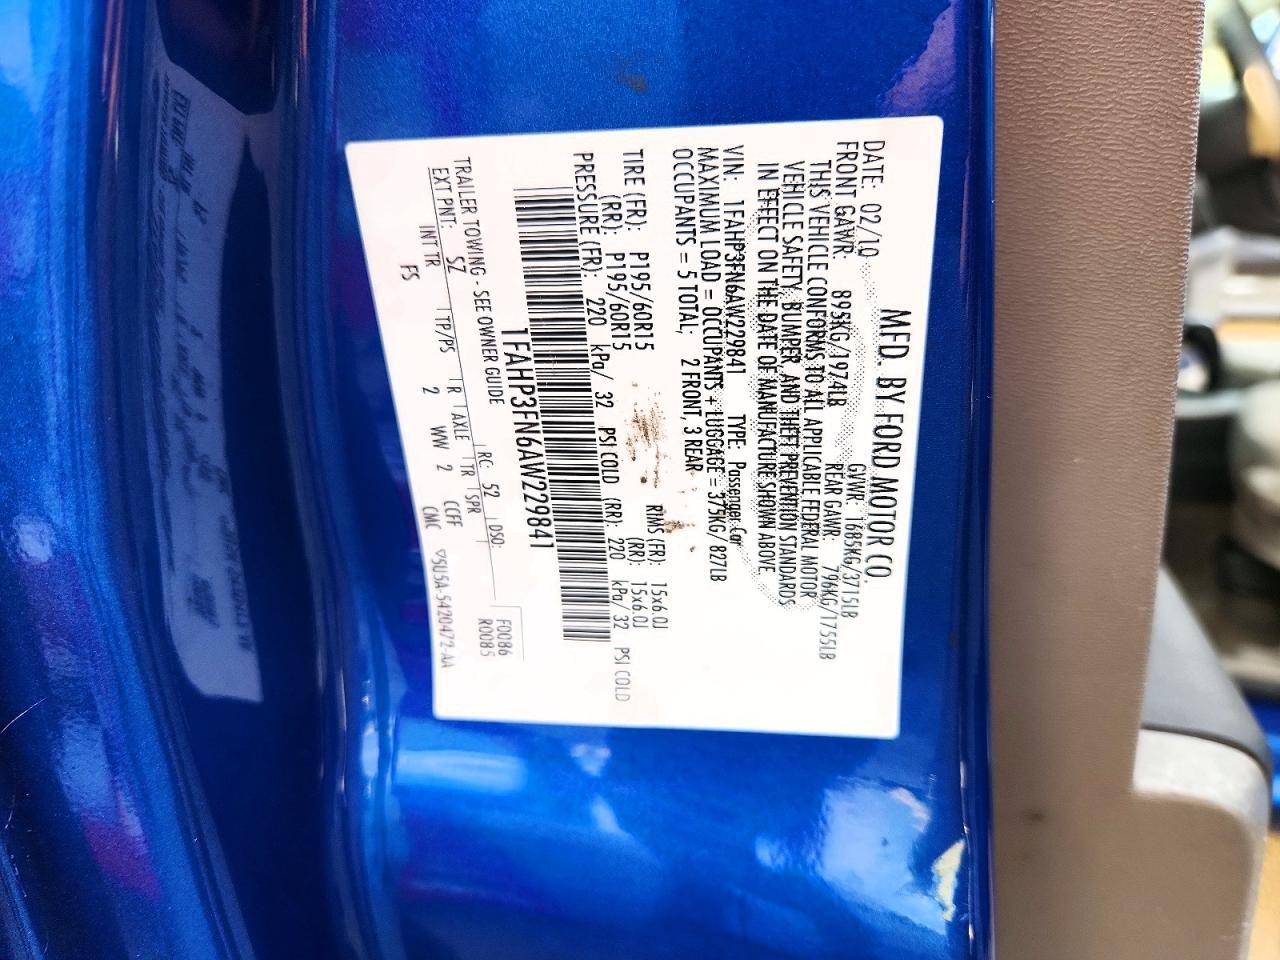 MFD. BY FORD MOTOR CO.
DATE: 02/10 GVWR: 1685KG/3715LB
FRONT GAWR: 895KG/1974LB REAR GAWR: 796KG/1755LB
THIS VEHICLE CONFORMS TO ALL APPLICABLE FEDERAL MOTOR
VEHICLE SAFETY, BUMPER, AND THEFT PREVENTION STANDARDS
IN EFFECT ON THE DATE OF MANUFACTURE SHOWN ABOVE.
VIN: 1FAHP3FN6AW229841 TYPE: Passenger Car
MAXIMUM LOAD = OCCUPANTS + LUGGAGE = 375KG/ 827LB
OCCUPANTS = 5 TOTAL; 2 FRONT, 3 REAR
TIRE (FR): P195/60R15 RIMS (FR): 15x6.0J
(RR): P195/60R15 (RR): 15x6.0J
PRESSURE (FR): 220 kPa/ 32 PSI COLD (RR): 220 kPa/ 32 PSI COLD
1FAHP3FN6AW229841
TRAILER TOWING - SEE OWNER GUIDE F0086
EXT PNT: SZ RC: 52 DSO: R0085
INT TR TP/PS R AXLE TR SPR
FS 2 WW 2 CCFF CMC ▽5U5A-5420472-AA